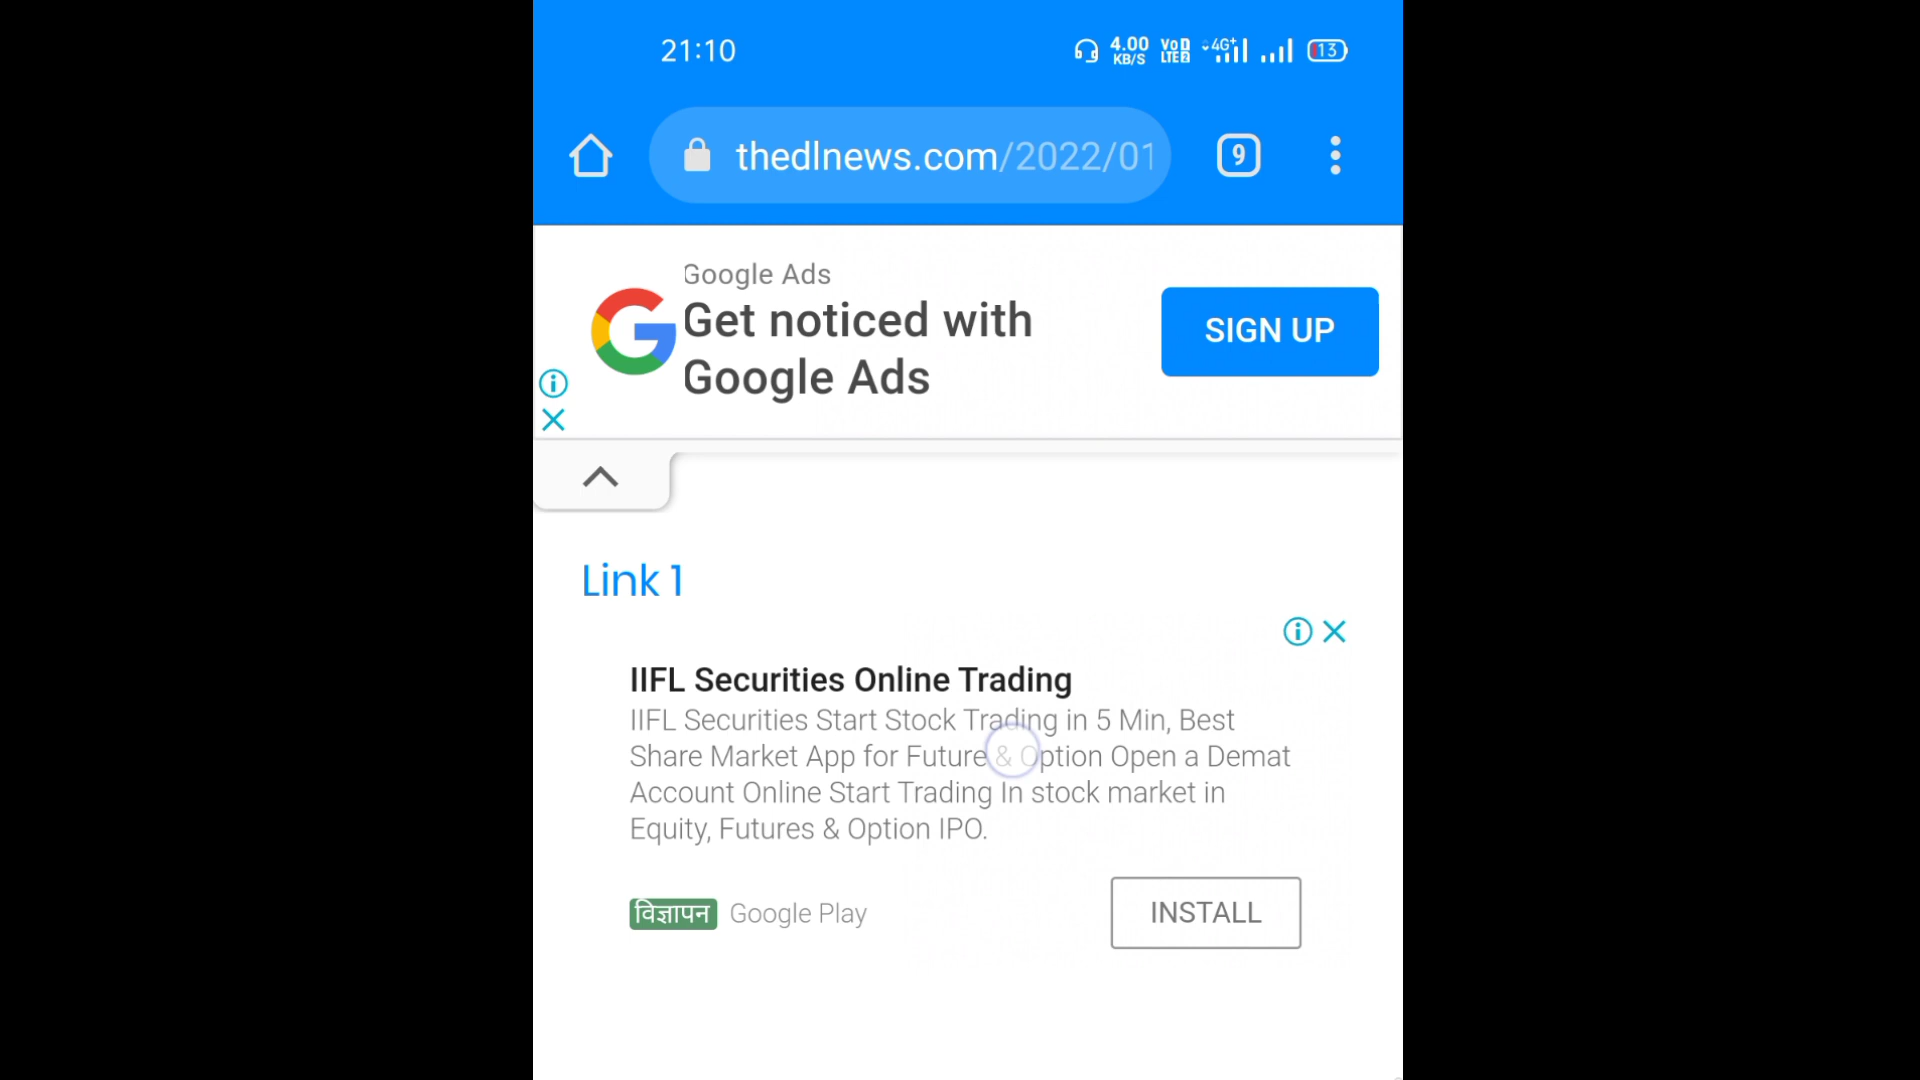 21:10
4.00
KB/S
VoD
LTE2
4G+
13
thedlnews.com/2022/01
9
Google Ads
Get noticed with
Google Ads
SIGN UP
Link 1
IIFL Securities Online Trading
IIFL Securities Start Stock Trading in 5 Min, Best
Share Market App for Future & Option Open a Demat
Account Online Start Trading In stock market in
Equity, Futures & Option IPO.
विज्ञापन Google Play
INSTALL